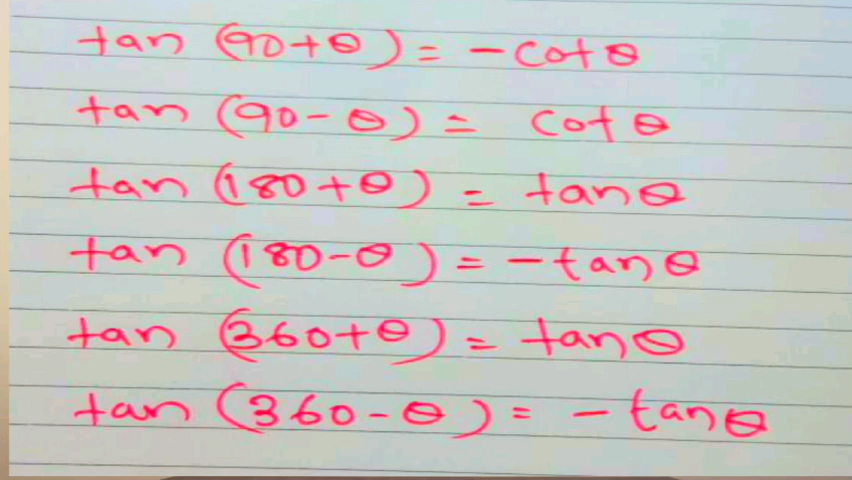 tan (90+θ) = -cotθ
tan (90-θ) = cotθ
tan (180+θ) = tanθ
tan (180-θ) = -tanθ
tan (360+θ) = tanθ
tan (360-θ) = -tanθ